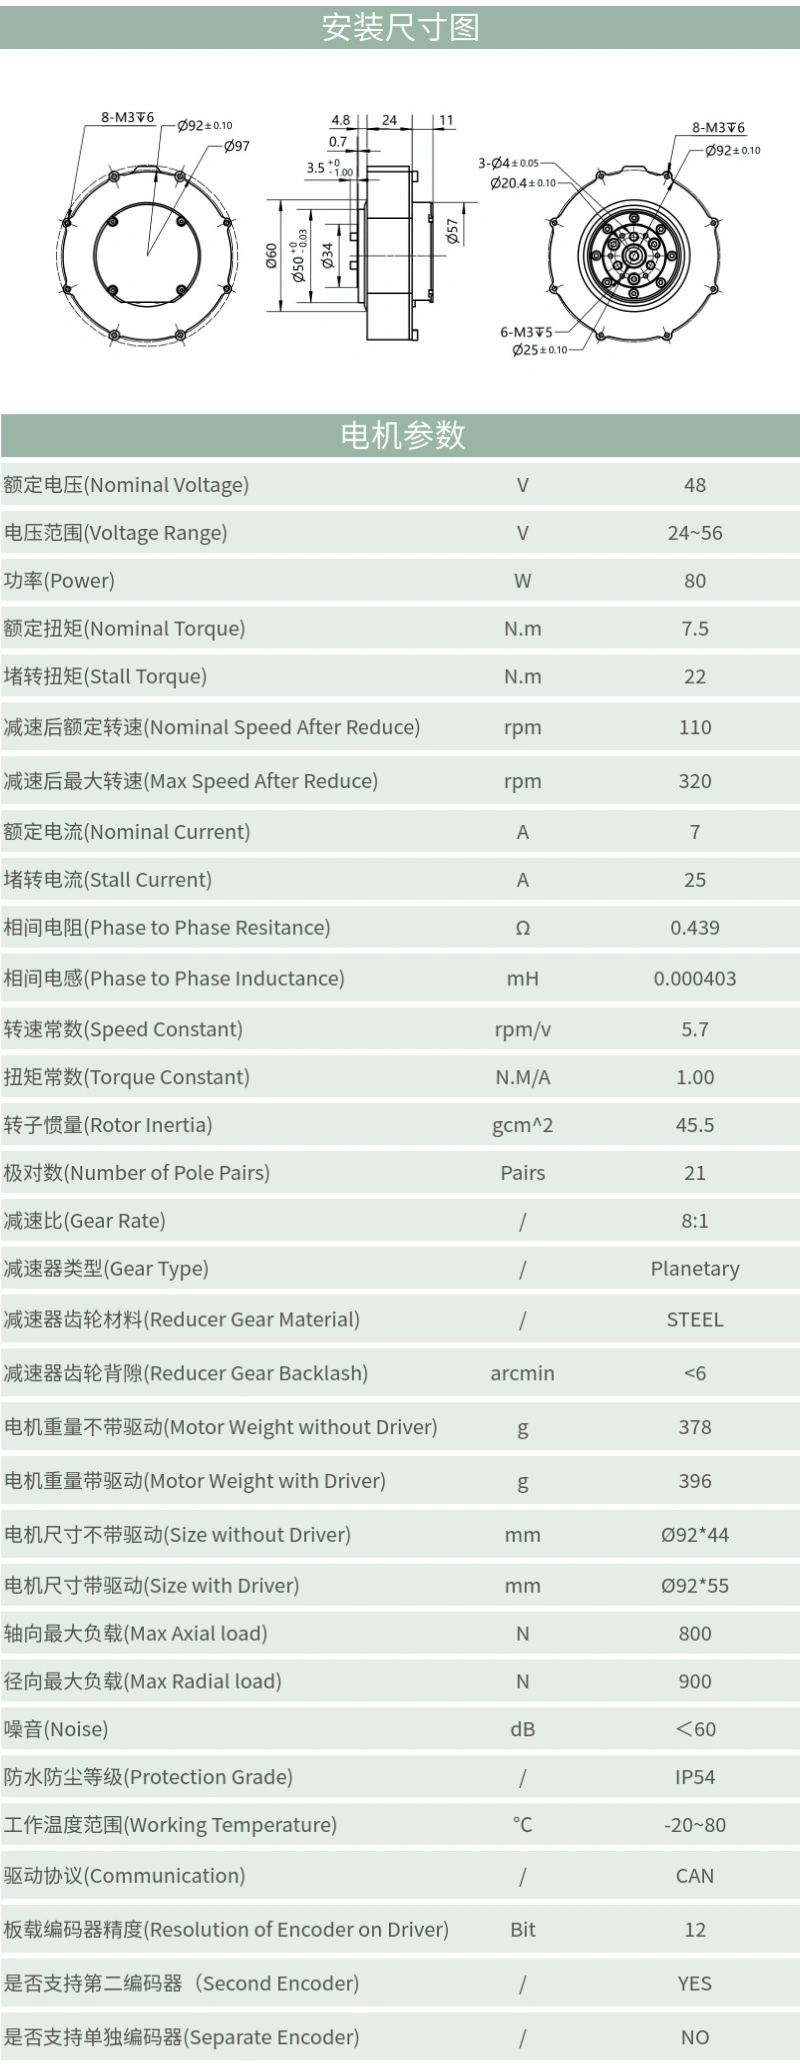 安装尺寸图
8-M3↧6
Ø92±0.10
Ø97
4.8
24
11
0.7
3.5 +0 -1.00
Ø60
Ø50 +0 -0.03
Ø34
Ø57
8-M3↧6
Ø92±0.10
3-Ø4±0.05
Ø20.4±0.10
6-M3↧5
Ø25±0.10
电机参数
额定电压(Nominal Voltage) V 48
电压范围(Voltage Range) V 24~56
功率(Power) W 80
额定扭矩(Nominal Torque) N.m 7.5
堵转扭矩(Stall Torque) N.m 22
减速后额定转速(Nominal Speed After Reduce) rpm 110
减速后最大转速(Max Speed After Reduce) rpm 320
额定电流(Nominal Current) A 7
堵转电流(Stall Current) A 25
相间电阻(Phase to Phase Resitance) Ω 0.439
相间电感(Phase to Phase Inductance) mH 0.000403
转速常数(Speed Constant) rpm/v 5.7
扭矩常数(Torque Constant) N.M/A 1.00
转子惯量(Rotor Inertia) gcm^2 45.5
极对数(Number of Pole Pairs) Pairs 21
减速比(Gear Rate) / 8:1
减速器类型(Gear Type) / Planetary
减速器齿轮材料(Reducer Gear Material) / STEEL
减速器齿轮背隙(Reducer Gear Backlash) arcmin <6
电机重量不带驱动(Motor Weight without Driver) g 378
电机重量带驱动(Motor Weight with Driver) g 396
电机尺寸不带驱动(Size without Driver) mm Ø92*44
电机尺寸带驱动(Size with Driver) mm Ø92*55
轴向最大负载(Max Axial load) N 800
径向最大负载(Max Radial load) N 900
噪音(Noise) dB ＜60
防水防尘等级(Protection Grade) / IP54
工作温度范围(Working Temperature) ℃ -20~80
驱动协议(Communication) / CAN
板载编码器精度(Resolution of Encoder on Driver) Bit 12
是否支持第二编码器（Second Encoder) / YES
是否支持单独编码器(Separate Encoder) / NO